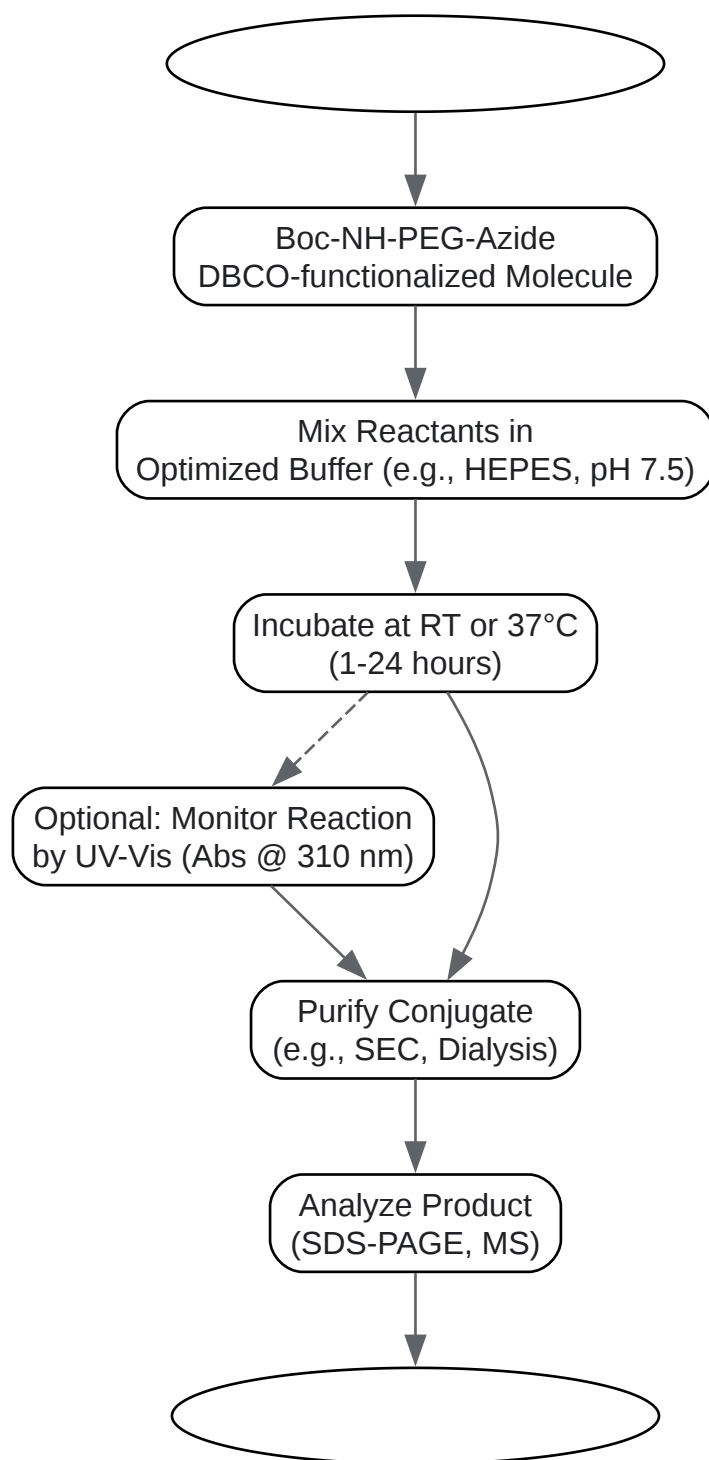 Boc-NH-PEG-Azide
DBCO-functionalized Molecule
Mix Reactants in
Optimized Buffer (e.g., HEPES, pH 7.5)
Incubate at RT or 37°C
(1-24 hours)
Optional: Monitor Reaction
by UV-Vis (Abs @ 310 nm)
Purify Conjugate
(e.g., SEC, Dialysis)
Analyze Product
(SDS-PAGE, MS)